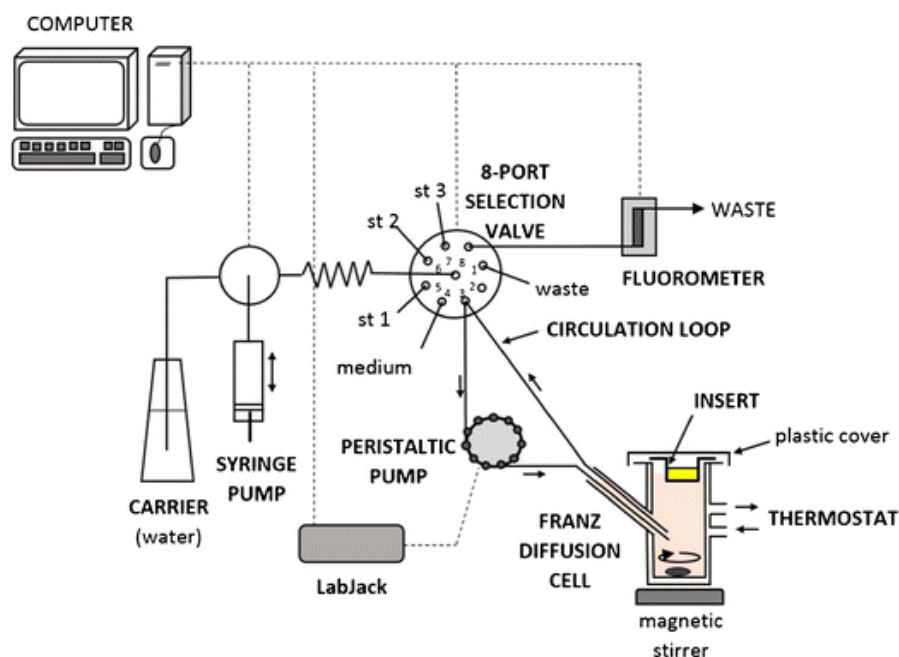 COMPUTER
8-PORT
SELECTION
VALVE
st 3
st 2
WASTE
7
8
6
1
FLUOROMETER
5
2
waste
4
3
st 1
CIRCULATION LOOP
medium
INSERT
plastic cover
PERISTALTIC
PUMP
SYRINGE
PUMP
CARRIER
(water)
THERMOSTAT
FRANZ
DIFFUSION
CELL
LabJack
magnetic
stirrer